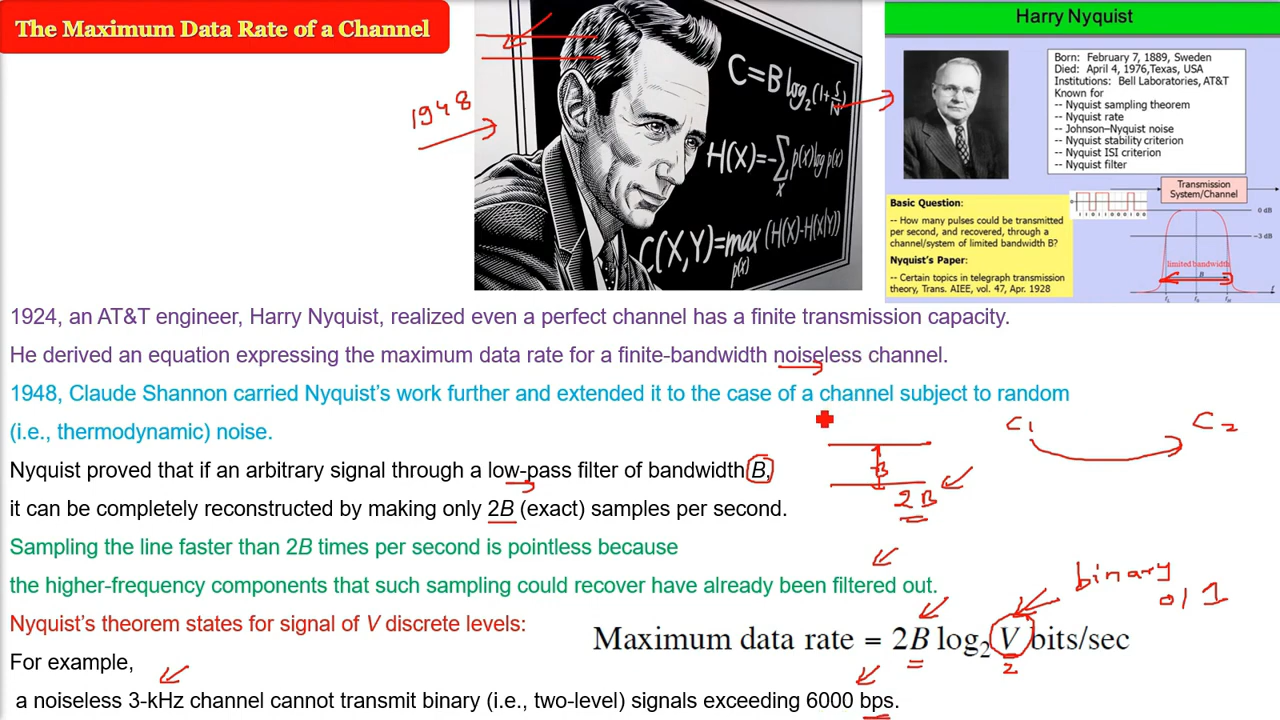 The Maximum Data Rate of a Channel
1948
C=B log₂(1+S/N)
H(X)=-∑ p(x)log p(x)
x
C(X,Y)=max (H(X)-H(X|Y))
p(x)
Harry Nyquist
Born: February 7, 1889, Sweden
Died: April 4, 1976,Texas, USA
Institutions: Bell Laboratories, AT&T
Known for
-- Nyquist sampling theorem
-- Nyquist rate
-- Johnson–Nyquist noise
-- Nyquist stability criterion
-- Nyquist ISI criterion
-- Nyquist filter
Basic Question:
-- How many pulses could be transmitted
per second, and recovered, through a
channel/system of limited bandwidth B?
Nyquist's Paper:
-- Certain topics in telegraph transmission
theory, Trans. AIEE, vol. 47, Apr. 1928
Transmission
System/Channel
0 dB
−3 dB
limited bandwidth
B
f
1924, an AT&T engineer, Harry Nyquist, realized even a perfect channel has a finite transmission capacity.
He derived an equation expressing the maximum data rate for a finite-bandwidth noiseless channel.
1948, Claude Shannon carried Nyquist's work further and extended it to the case of a channel subject to random
(i.e., thermodynamic) noise.
C₁ C₂
Nyquist proved that if an arbitrary signal through a low-pass filter of bandwidth B,
B
it can be completely reconstructed by making only 2B (exact) samples per second.
2B
Sampling the line faster than 2B times per second is pointless because
the higher-frequency components that such sampling could recover have already been filtered out.
binary
0/1
Nyquist's theorem states for signal of V discrete levels:
Maximum data rate = 2B log₂ V bits/sec
2
For example,
a noiseless 3-kHz channel cannot transmit binary (i.e., two-level) signals exceeding 6000 bps.